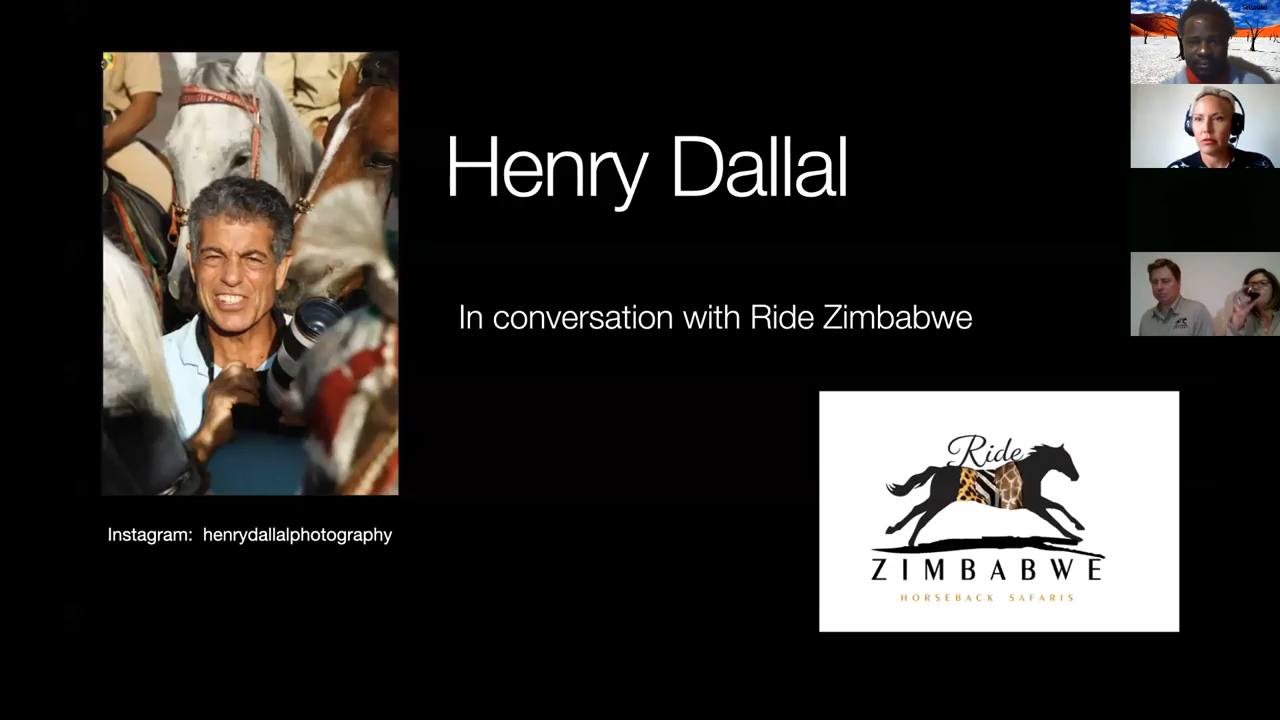 Henry Dallal
In conversation with Ride Zimbabwe
Instagram: henrydallalphotography
Ride
ZIMBABWE
HORSEBACK SAFARIS